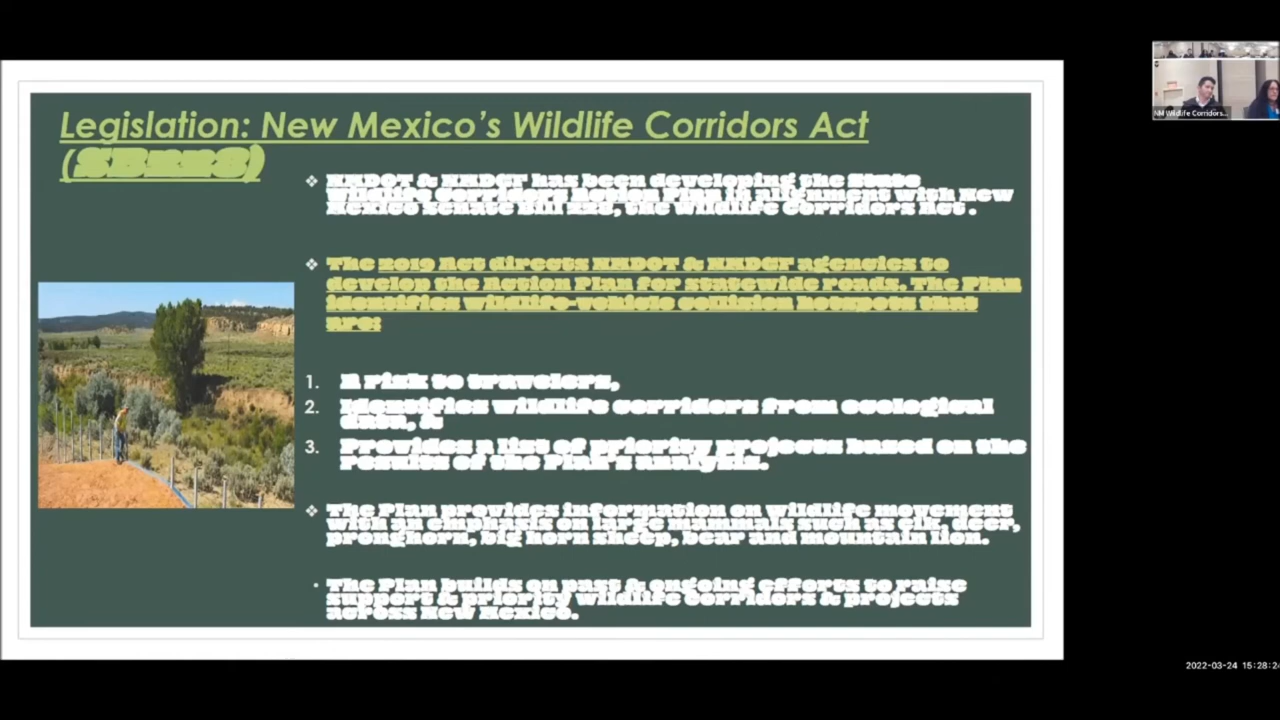 Legislation: New Mexico's Wildlife Corridors Act
(SB228)
❖ NMDOT & NMDGF has been developing the State
Wildlife Corridors Action Plan in alignment with New
Mexico Senate Bill 228, the Wildlife Corridors Act .
❖ The 2019 Act directs NMDOT & NMDGF agencies to
develop the Action Plan for statewide roads. The Plan
identifies wildlife-vehicle collision hotspots that
are:
1. A risk to travelers,
2. Identifies wildlife corridors from ecological
data, &
3. Provides a list of priority projects based on the
results of the Plan's analysis.
❖ The Plan provides information on wildlife movement
with an emphasis on large mammals such as elk, deer,
pronghorn, big horn sheep, bear and mountain lion.
• The Plan builds on past & ongoing efforts to raise
support & priority wildlife corridors & projects
across New Mexico.
NM Wildlife Corridors...
2022-03-24 15:28:24